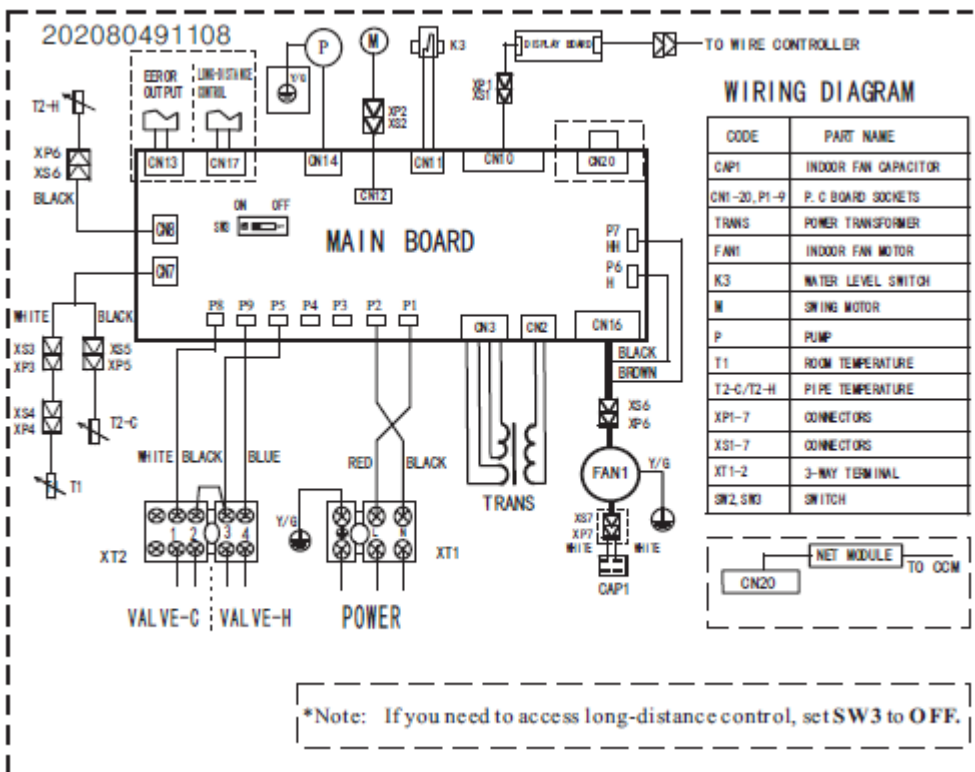 202080491108
EEROR OUTPUT
LONG-DISTANCE CONTROL
Y/G
P
M
K3
DISPLAY BOARD
TO WIRE CONTROLLER
XP1
XS1
XP2
XS2
T2-H
XP6
XS6
BLACK
CN13
CN17
CN14
CN12
CN11
CN10
CN20
ON OFF
SW3
MAIN BOARD
CN8
CN7
P7
HH
P6
H
P8 P9 P5 P4 P3 P2 P1
CN3
CN2
CN16
BLACK
BROWN
WHITE
BLACK
XS3
XP3
XS5
XP5
XS4
XP4
T2-C
T1
WHITE BLACK BLUE
RED
BLACK
TRANS
XS6
XP6
FAN1
Y/G
XS7
XP7
WHITE
WHITE
CAP1
XT2
1 2 3 4
Y/G
L N
XT1
VALVE-C VALVE-H
POWER
WIRING DIAGRAM
CODE PART NAME
CAP1 INDOOR FAN CAPACITOR
CN1-20,P1-9 P.C BOARD SOCKETS
TRANS POWER TRANSFORMER
FAN1 INDOOR FAN MOTOR
K3 WATER LEVEL SWITCH
M SWING MOTOR
P PUMP
T1 ROOM TEMPERATURE
T2-C/T2-H PIPE TEMPERATURE
XP1-7 CONNECTORS
XS1-7 CONNECTORS
XT1-2 3-WAY TERMINAL
SW2,SW3 SWITCH
NET MODULE
TO CCM
CN20
*Note: If you need to access long-distance control, set SW3 to OFF.